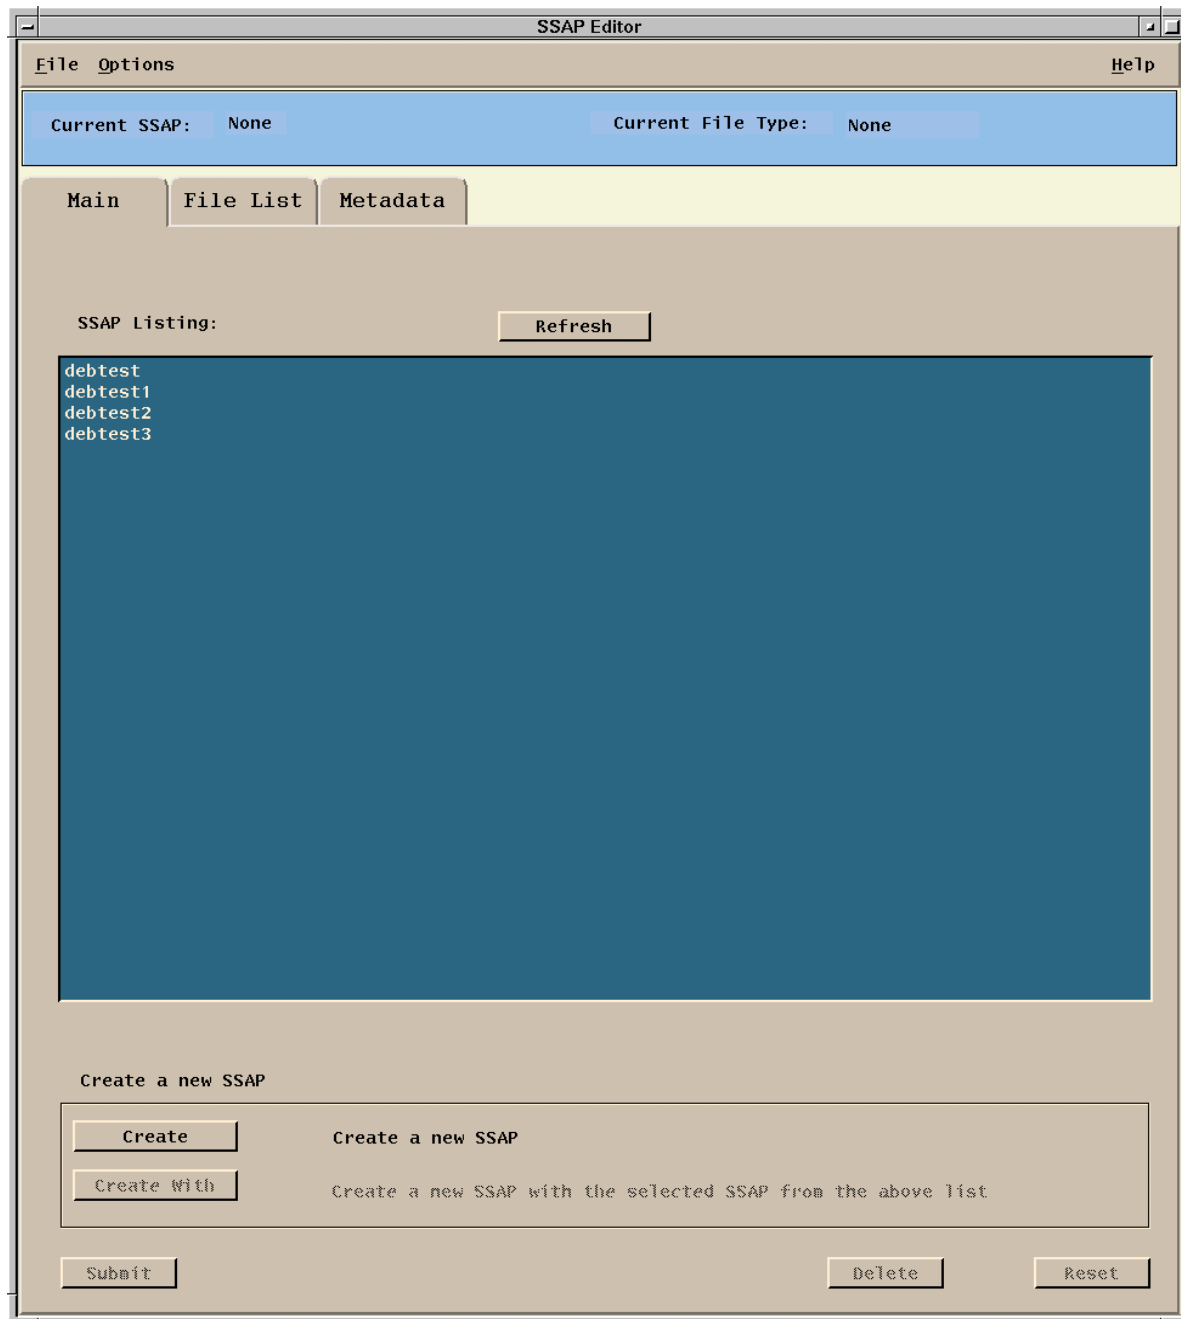 SSAP Editor
File Options Help
Current SSAP: None Current File Type: None
Main File List Metadata
SSAP Listing: Refresh
debtest
debtest1
debtest2
debtest3
Create a new SSAP
Create Create a new SSAP
Create With Create a new SSAP with the selected SSAP from the above list
Submit Delete Reset